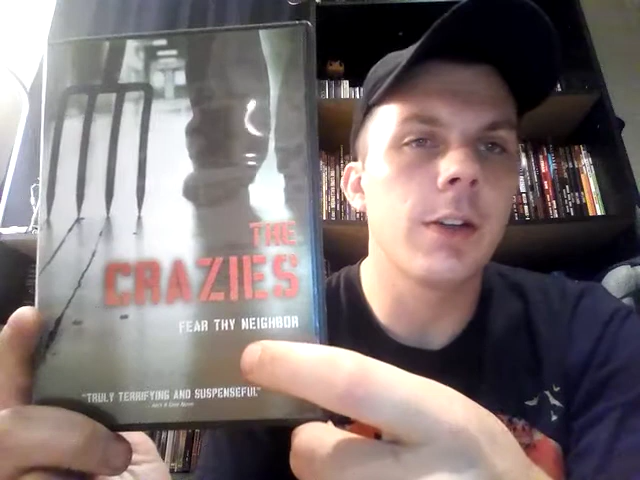 THE
CRAZIES
FEAR THY NEIGHBOR
"TRULY TERRIFYING AND SUSPENSEFUL"